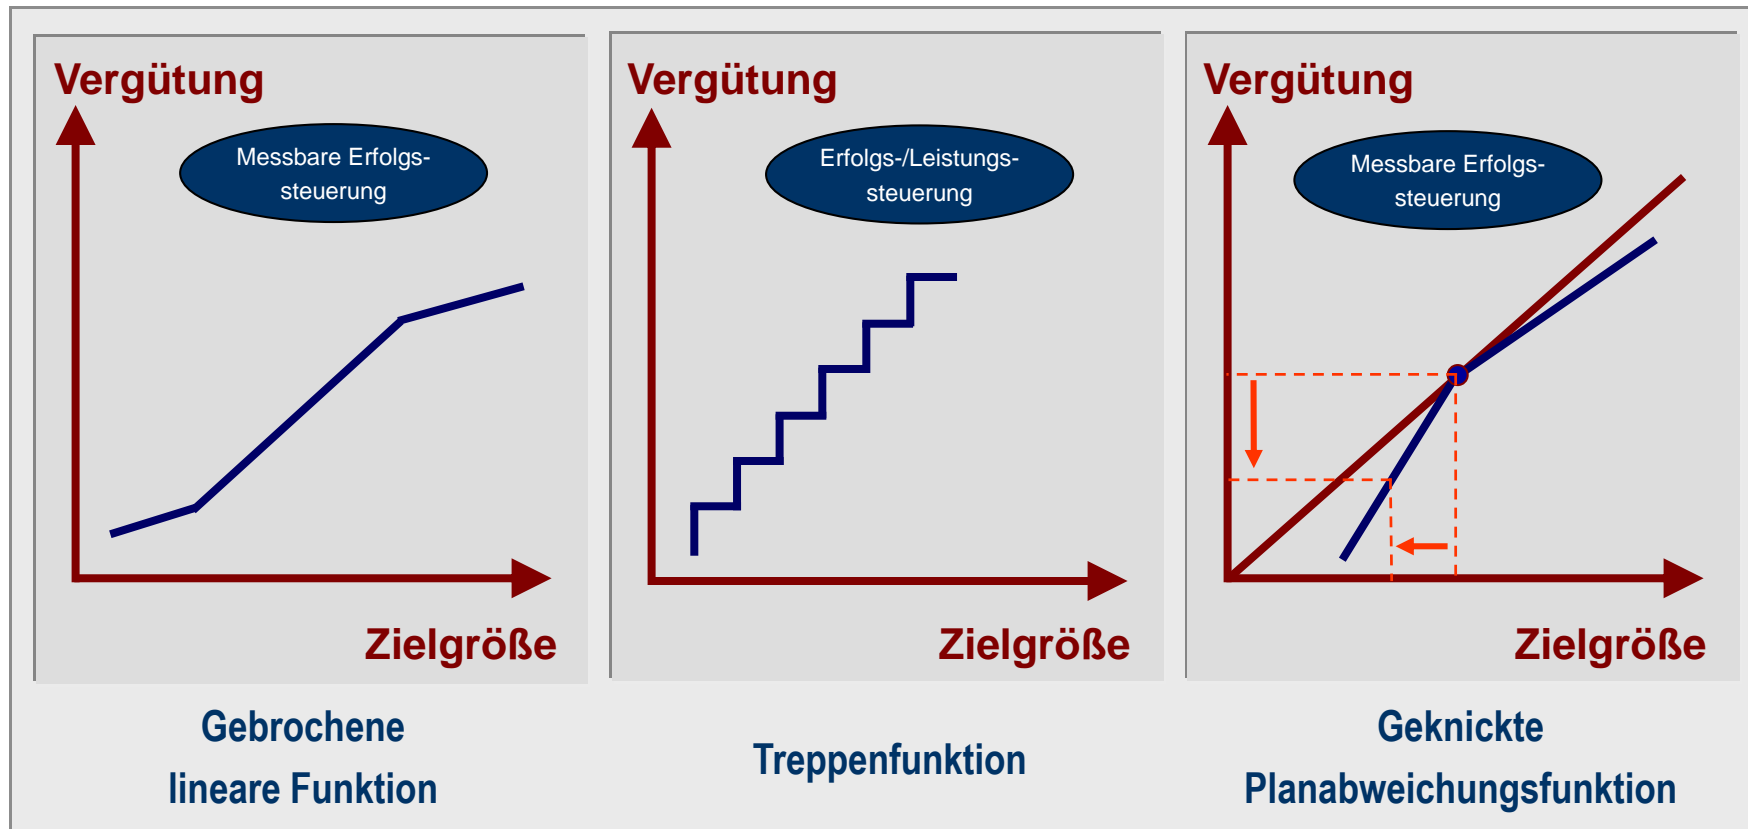 Vergütung
Messbare Erfolgs-
steuerung
Zielgröße
Gebrochene
lineare Funktion
Vergütung
Erfolgs-/Leistungs-
steuerung
Zielgröße
Treppenfunktion
Vergütung
Messbare Erfolgs-
steuerung
Zielgröße
Geknickte
Planabweichungsfunktion